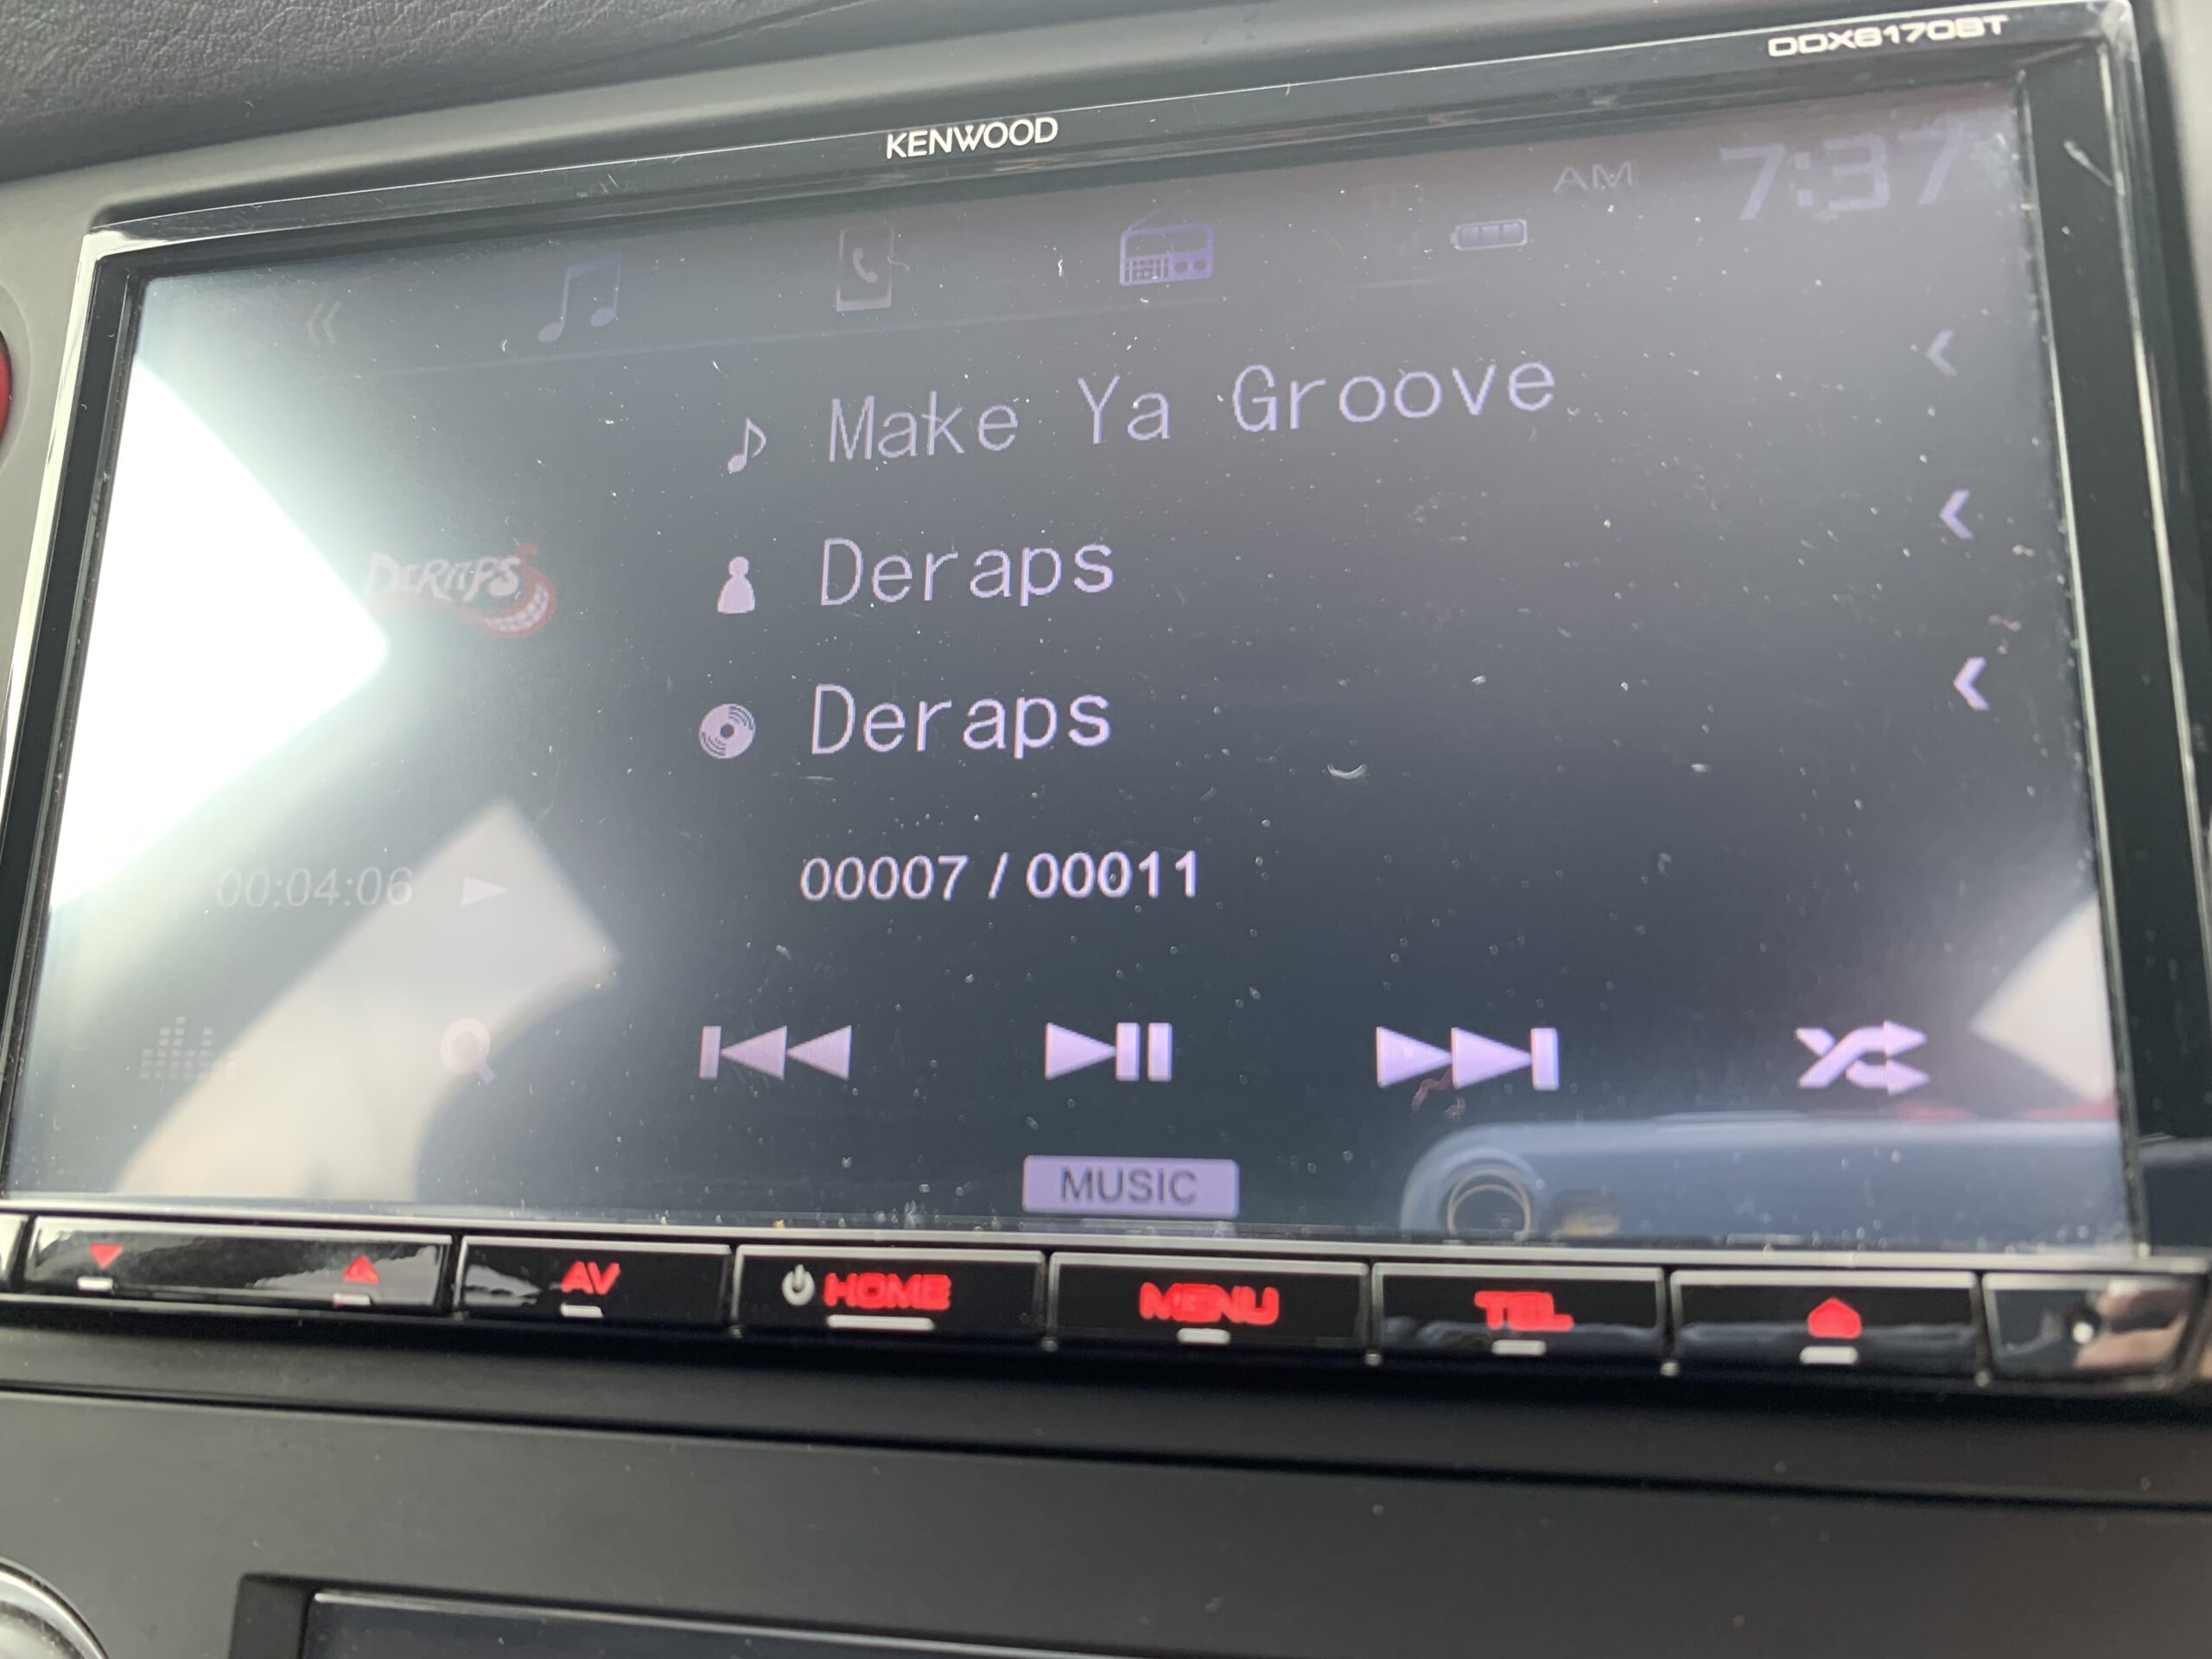 DDX6170BT
KENWOOD
AM 7:37
Make Ya Groove
DERAPS
Deraps
Deraps
00:04:06
00007 / 00011
MUSIC
AV
HOME
MENU
TEL